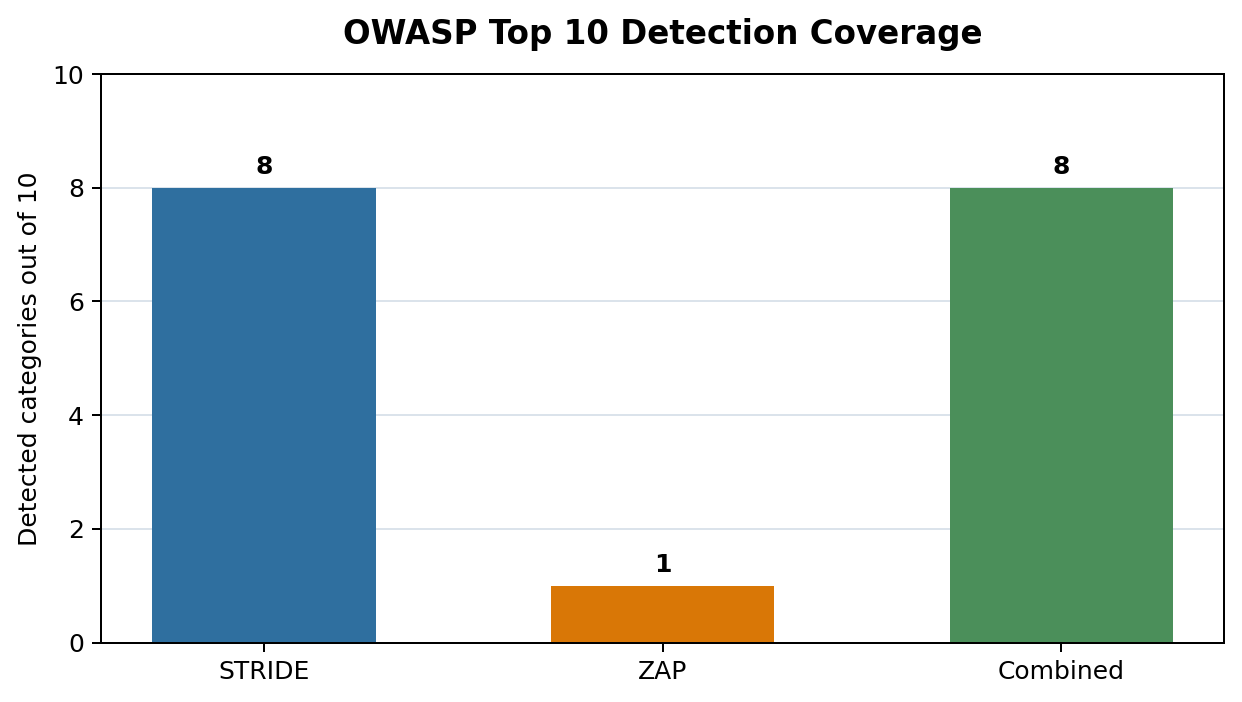 OWASP Top 10 Detection Coverage
Detected categories out of 10
10
8
6
4
2
0
8
1
8
STRIDE
ZAP
Combined